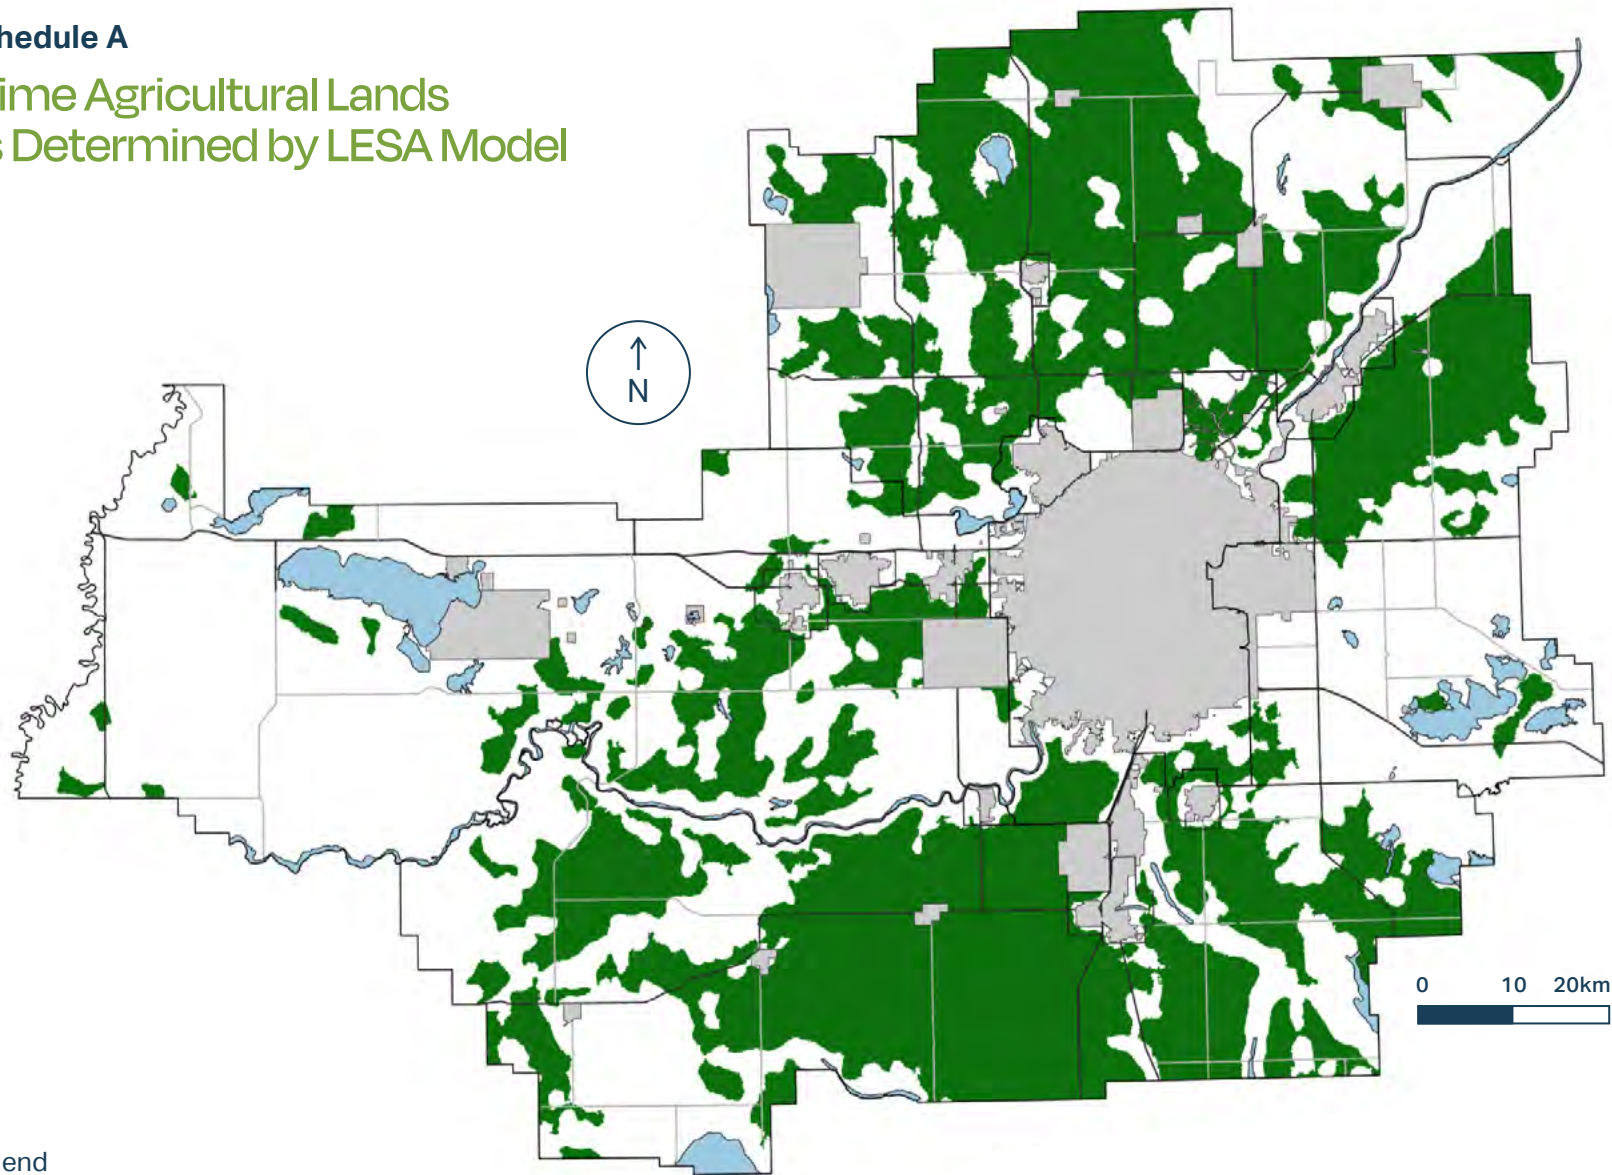 hedule A
ime Agricultural Lands
s Determined by LESA Model
N
0 10 20km
end